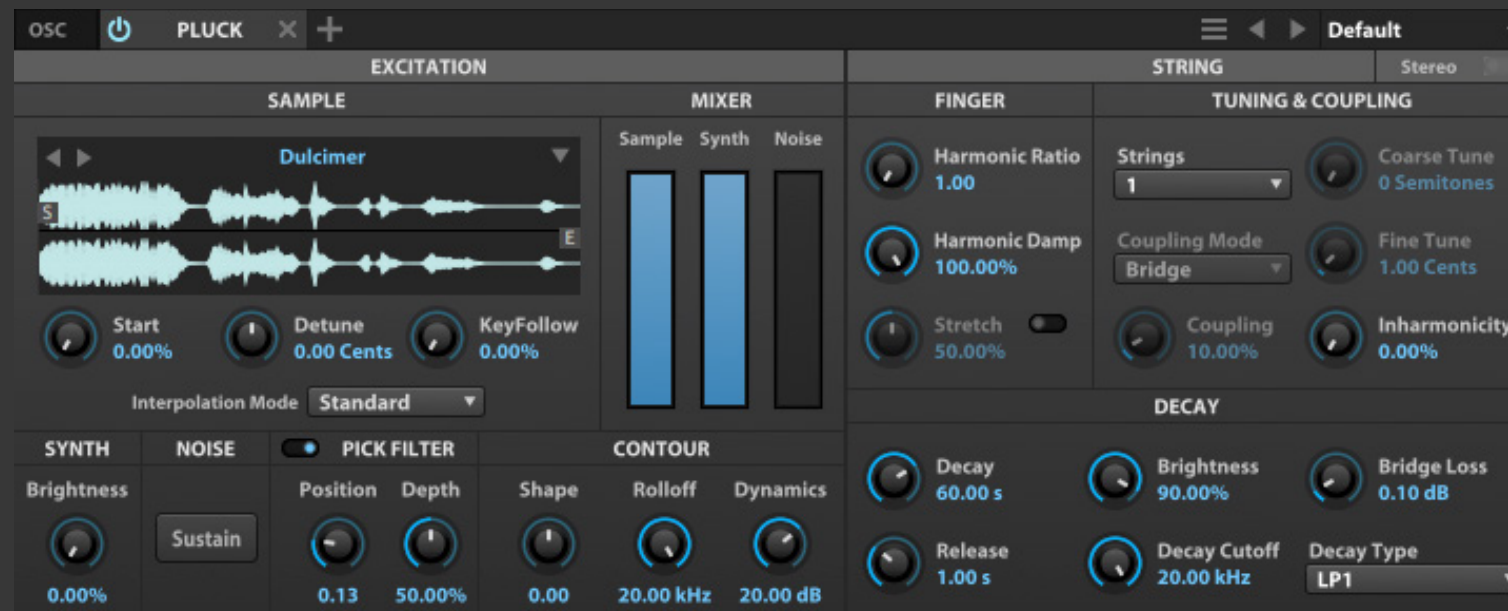 OSC PLUCK Default
EXCITATION STRING Stereo
SAMPLE MIXER FINGER TUNING & COUPLING
Sample Synth Noise
Dulcimer
S
E
Harmonic Ratio
1.00
Strings
1
Coarse Tune
0 Semitones
Harmonic Damp
100.00%
Coupling Mode
Bridge
Fine Tune
1.00 Cents
Start
0.00%
Detune
0.00 Cents
KeyFollow
0.00%
Stretch
50.00%
Coupling
10.00%
Inharmonicity
0.00%
Interpolation Mode Standard
DECAY
SYNTH NOISE PICK FILTER CONTOUR
Brightness
0.00%
Sustain
Position
0.13
Depth
50.00%
Shape
0.00
Rolloff
20.00 kHz
Dynamics
20.00 dB
Decay
60.00 s
Brightness
90.00%
Bridge Loss
0.10 dB
Release
1.00 s
Decay Cutoff
20.00 kHz
Decay Type
LP1